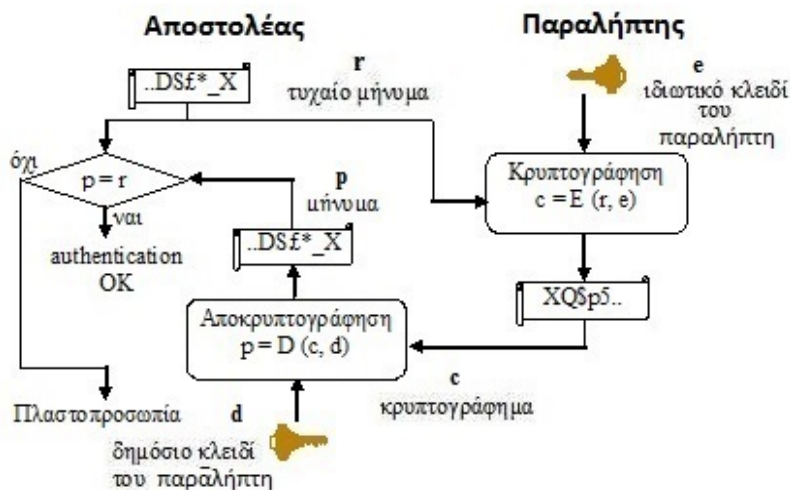 Αποστολέας
Παραλήπτης
r
τυχαίο μήνυμα
..DS£*_X
e
ιδιωτικό κλειδί
του
παραλήπτη
όχι
p = r
ναι
authentication
OK
p
μήνυμα
..DS£*_X
Κρυπτογράφηση
c = E (r, e)
XQ$p5..
Αποκρυπτογράφηση
p = D (c, d)
c
κρυπτογράφημα
Πλαστοπροσωπία
d
δημόσιο κλειδί
του παραλήπτη